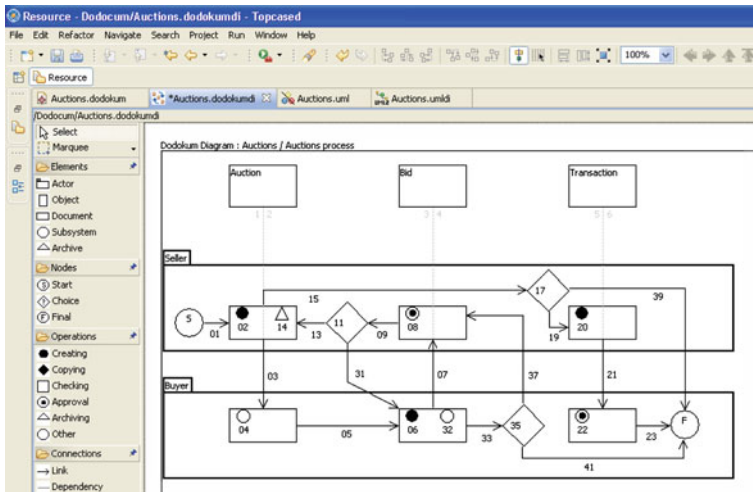 Resource - Dodocum/Auctions.dodokumdi - Topcased
File Edit Refactor Navigate Search Project Run Window Help
100%
Resource
Auctions.dodokum
*Auctions.dodokumdi
Auctions.uml
Auctions.umldi
/Dodocum/Auctions.dodokumdi
Select
Marquee
Elements
Actor
Object
Document
Subsystem
Archive
Nodes
S Start
Choice
F Final
Operations
Creating
Copying
Checking
Approval
Archiving
Other
Connections
Link
Dependency
Dodokum Diagram : Auctions / Auctions process
Auction
Bid
Transaction
1 2
3 4
5 6
Seller
S
01
02
14
15
13
11
09
08
17
19
20
39
03
31
07
37
21
Buyer
04
05
06
32
33
35
22
23
F
41